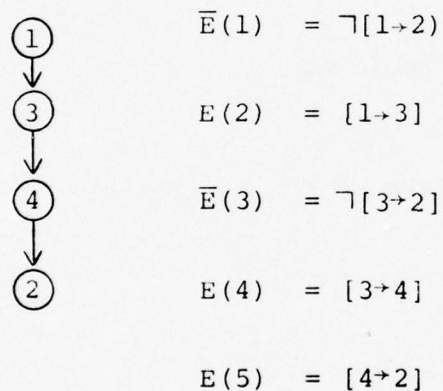 1
E̅(1) = ¬[1→2)
3
E(2) = [1→3]
4
E̅(3) = ¬[3→2]
2
E(4) = [3→4]
E(5) = [4→2]